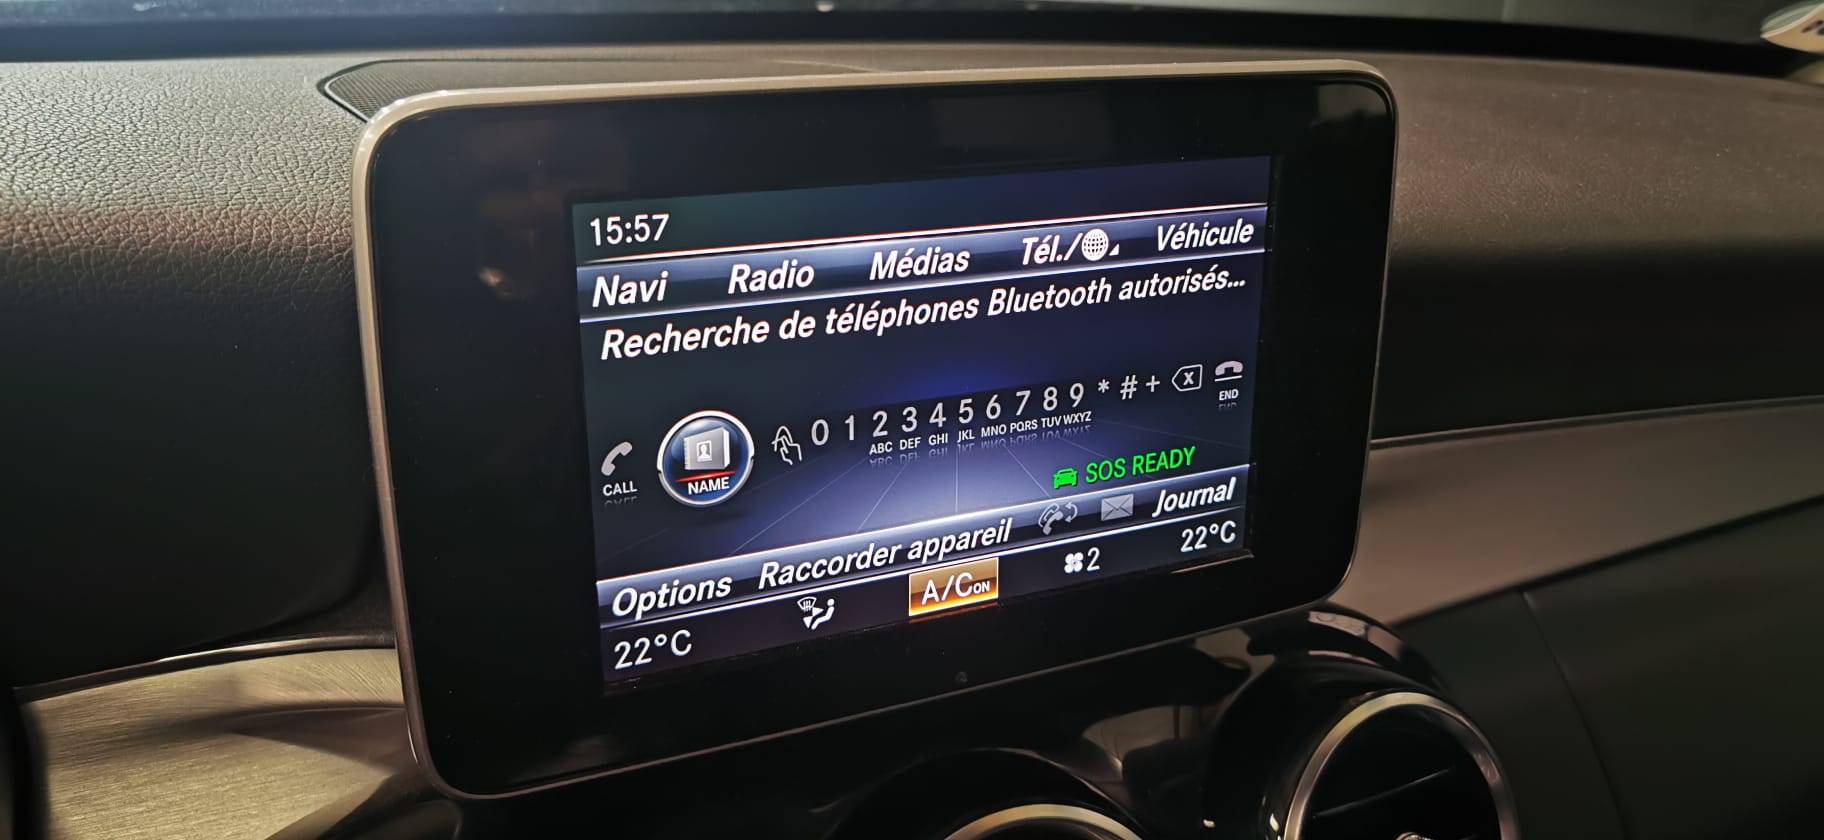 15:57
Navi Radio Médias Tél./ Véhicule
Recherche de téléphones Bluetooth autorisés...
CALL NAME 0 1 2 3 4 5 6 7 8 9 * # + X END
ABC DEF GHI JKL MNO PQRS TUV WXYZ
SOS READY
Options Raccorder appareil Journal
22°C A/C ON 2 22°C